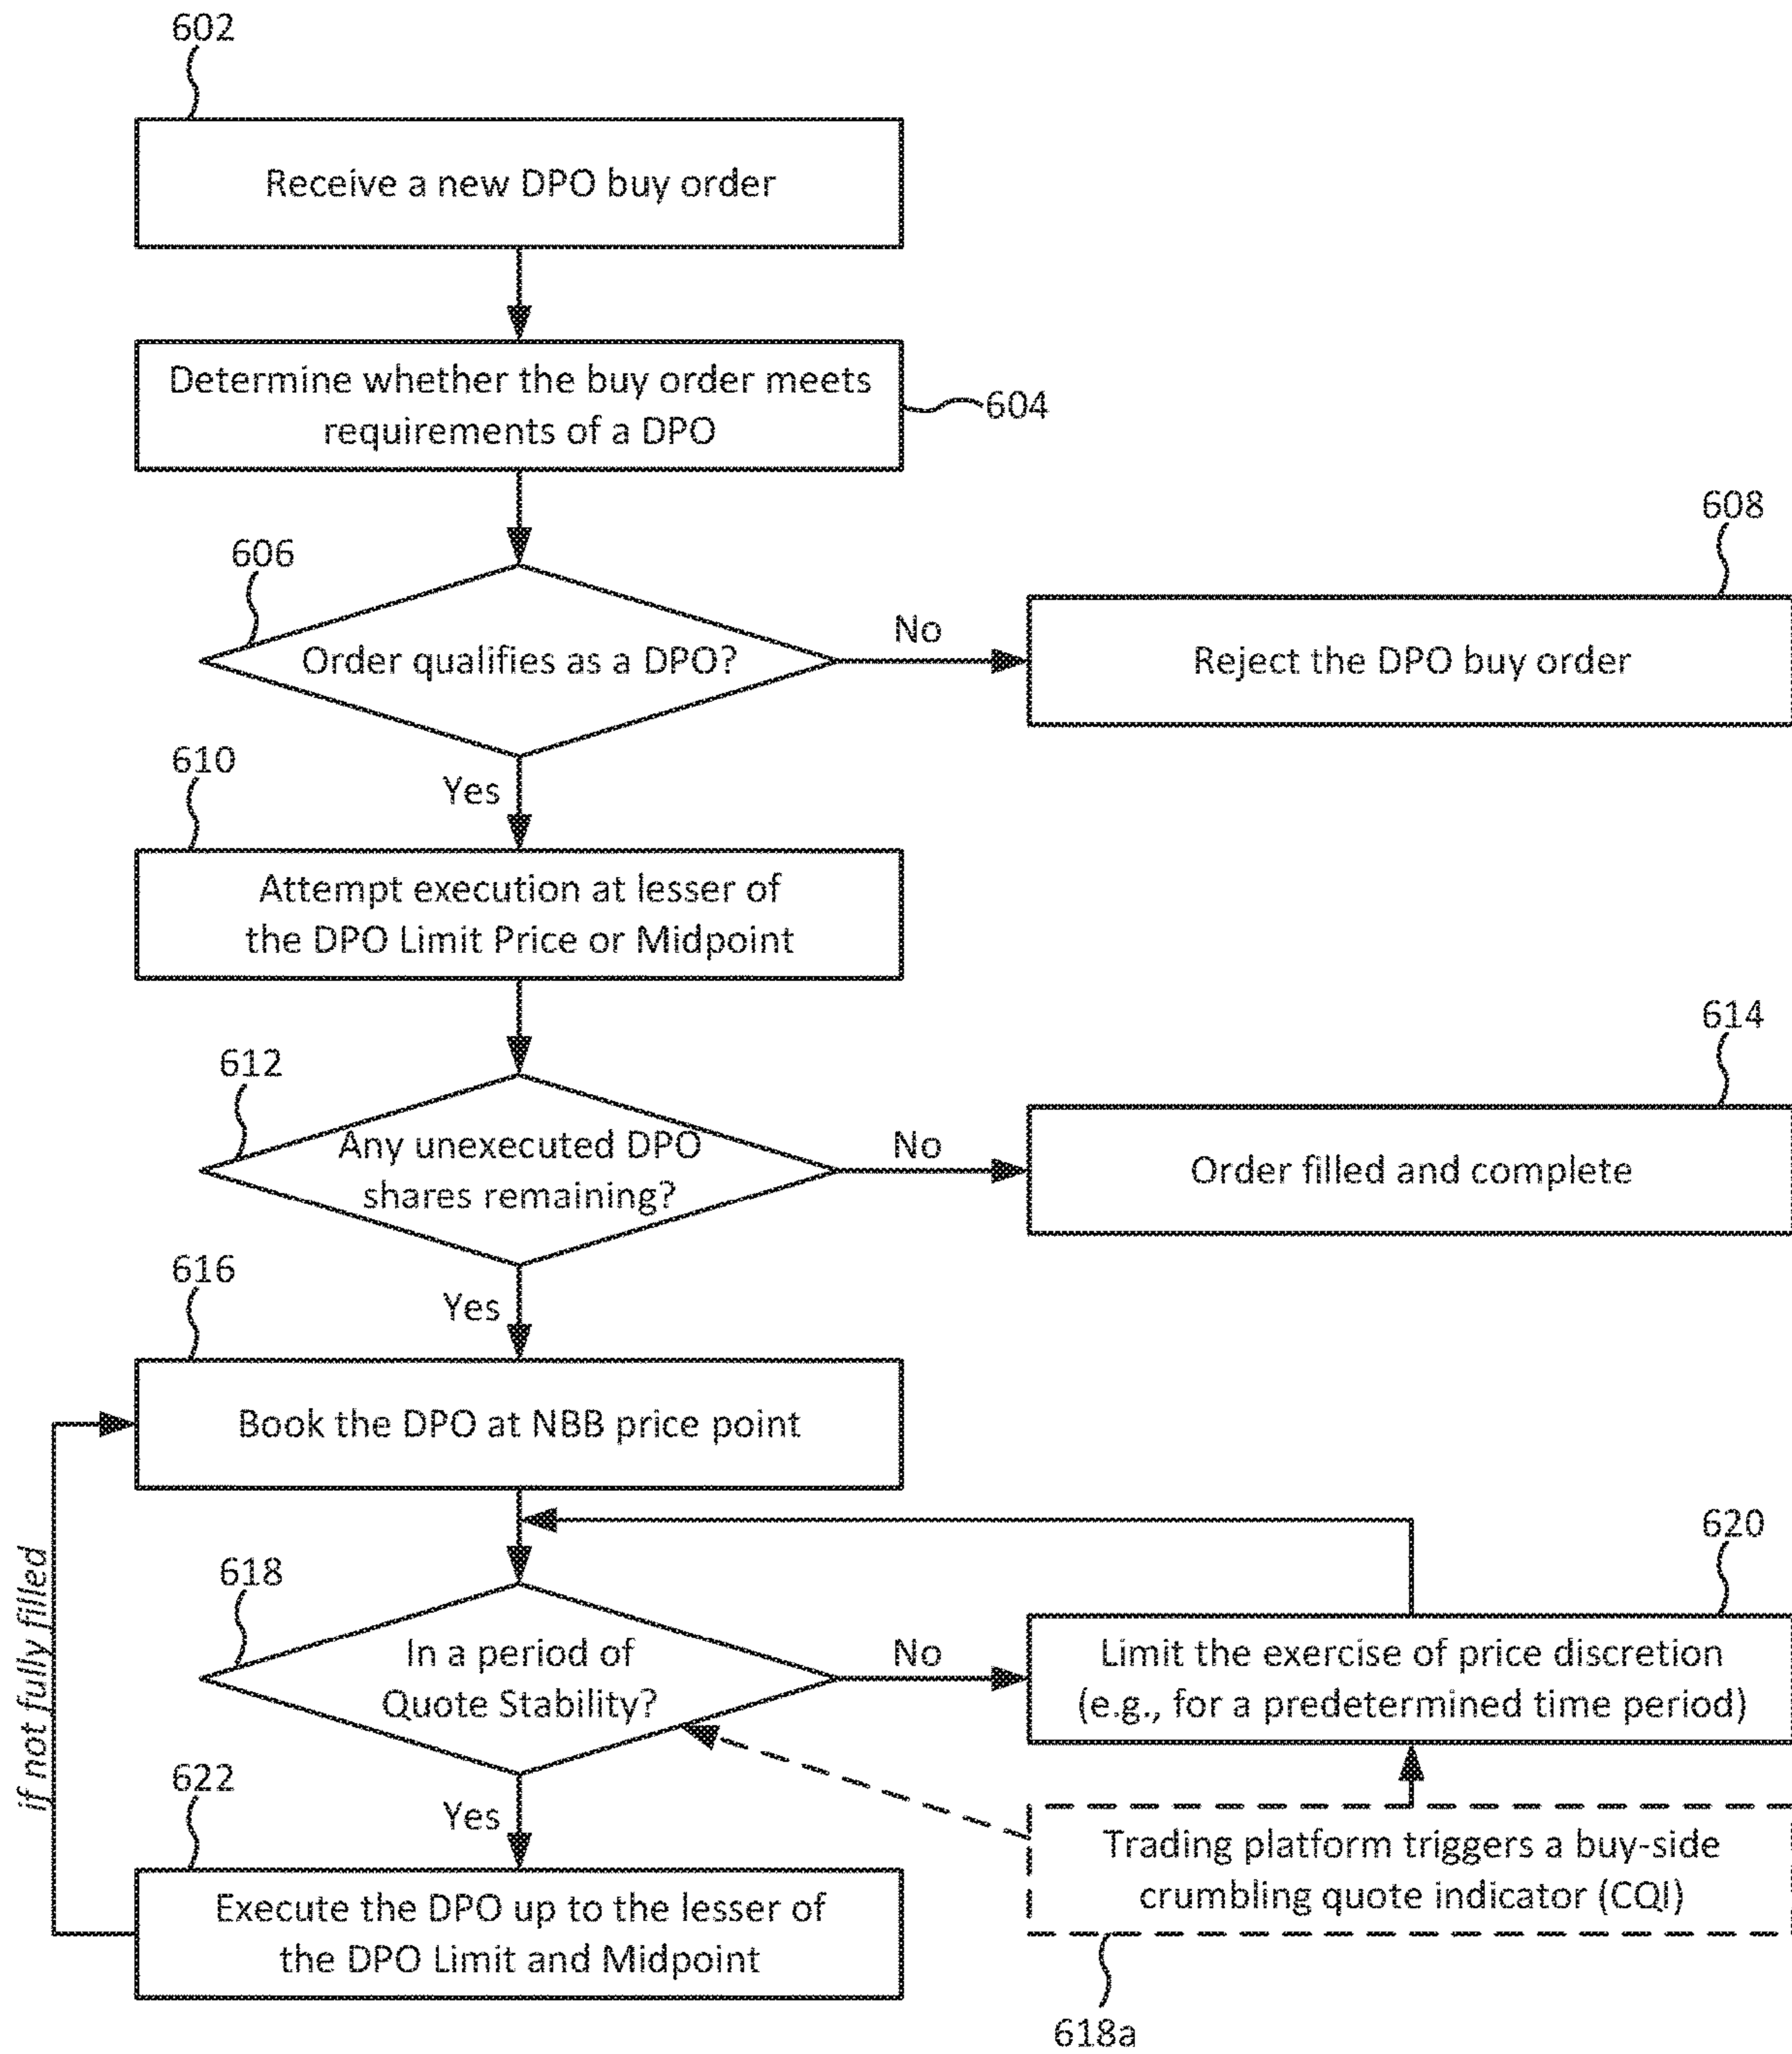 602
Receive a new DPO buy order
Determine whether the buy order meets
requirements of a DPO
604
606
Order qualifies as a DPO?
No
608
Reject the DPO buy order
Yes
610
Attempt execution at lesser of
the DPO Limit Price or Midpoint
612
Any unexecuted DPO
shares remaining?
No
614
Order filled and complete
Yes
616
Book the DPO at NBB price point
618
In a period of
Quote Stability?
No
620
Limit the exercise of price discretion
(e.g., for a predetermined time period)
Trading platform triggers a buy-side
crumbling quote indicator (CQI)
618a
Yes
622
Execute the DPO up to the lesser of
the DPO Limit and Midpoint
if not fully filled